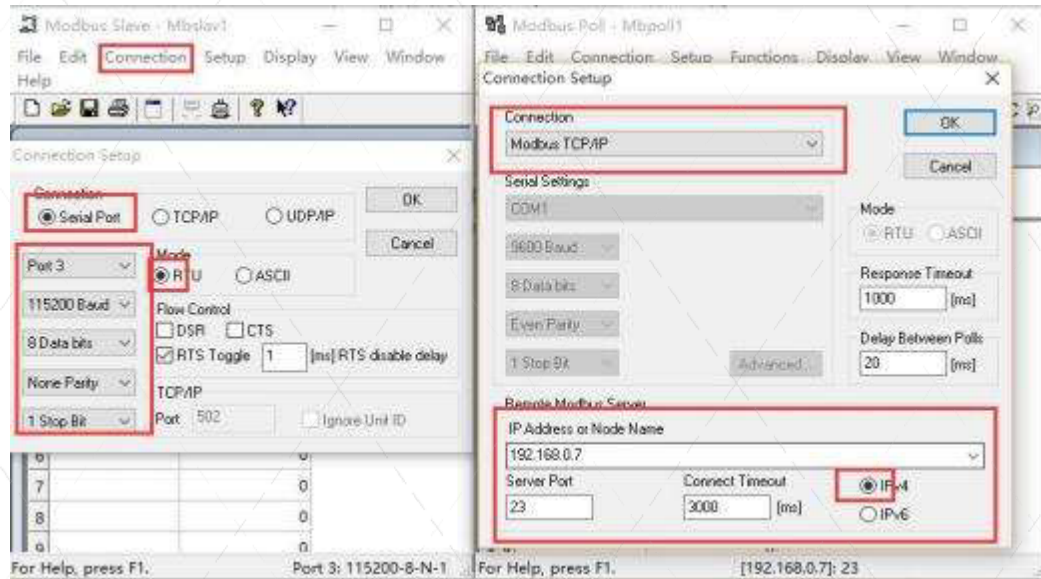 Modbus Slave - Mbslav1
File Edit Connection Setup Display View Window
Help
Connection Setup
Connection
Serial Port TCP/IP UDP/IP
OK
Cancel
Port 3
115200 Baud
8 Data bits
None Parity
1 Stop Bit
Mode
RTU ASCII
Flow Control
DSR CTS
RTS Toggle 1 [ms] RTS disable delay
TCP/IP
Port 502 Ignore Unit ID
6 0
7 0
8 0
9 0
For Help, press F1. Port 3: 115200-8-N-1
Modbus Poll - Mbpoll1
File Edit Connection Setup Functions Display View Window
Connection Setup
Connection
Modbus TCP/IP
OK
Cancel
Serial Settings
COM1
9600 Baud
8 Data bits
Even Parity
1 Stop Bit Advanced...
Mode
RTU ASCII
Response Timeout
1000 [ms]
Delay Between Polls
20 [ms]
Remote Modbus Server
IP Address or Node Name
192.168.0.7
Server Port Connect Timeout
23 3000 [ms]
IPv4
IPv6
For Help, press F1. [192.168.0.7]: 23